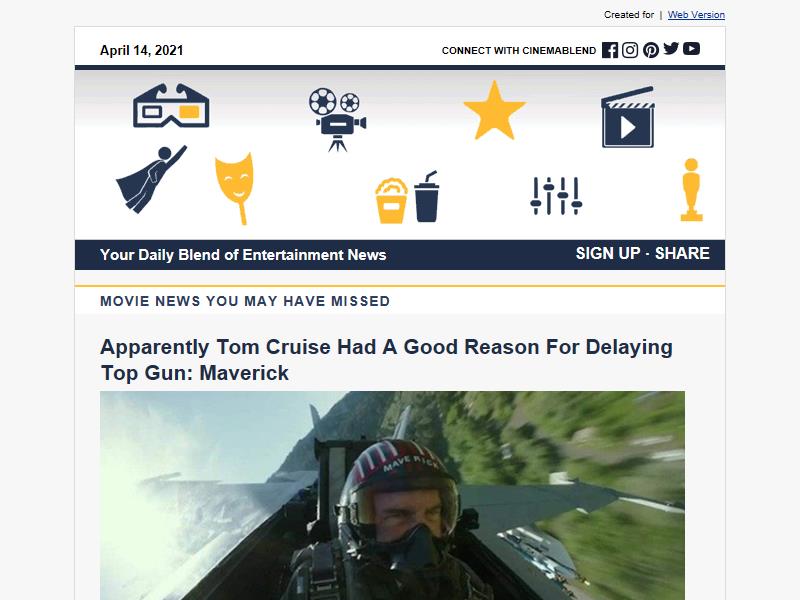 Created for | Web Version
April 14, 2021
CONNECT WITH CINEMABLEND
Your Daily Blend of Entertainment News
SIGN UP · SHARE
MOVIE NEWS YOU MAY HAVE MISSED
Apparently Tom Cruise Had A Good Reason For Delaying
Top Gun: Maverick
MAVERICK